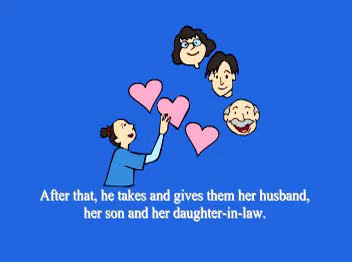 After that, he takes and gives them her husband,
her son and her daughter-in-law.